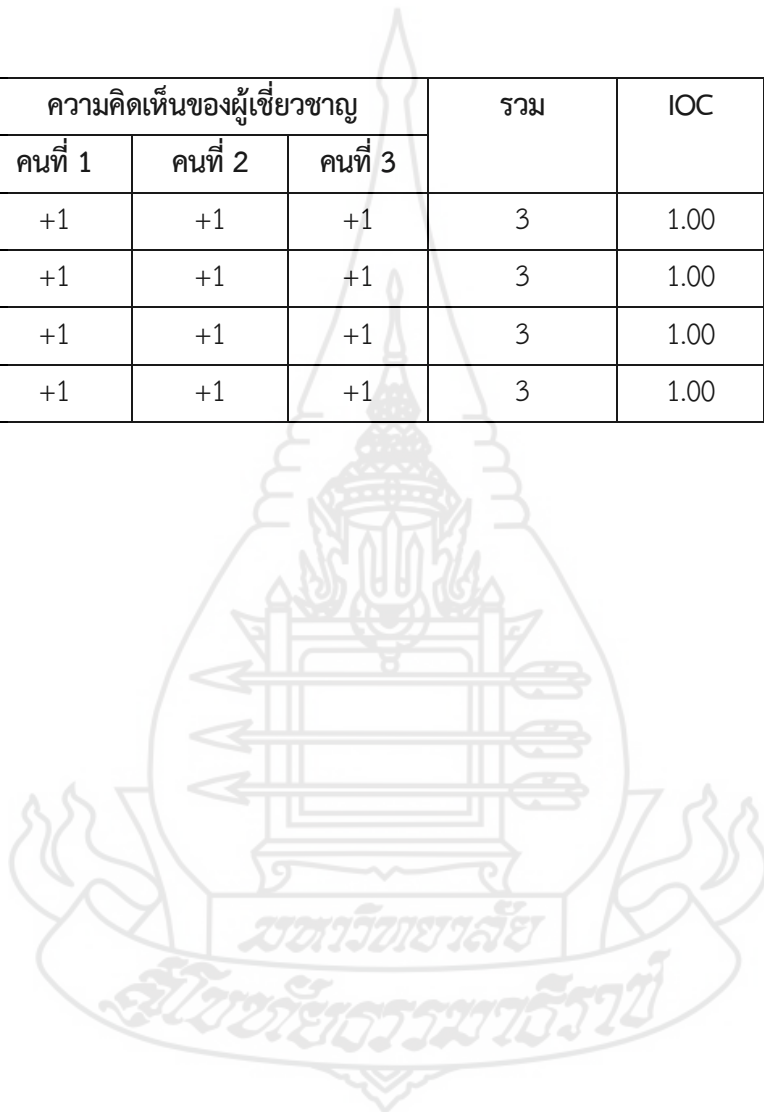 ความคิดเห็นของผู้เชี่ยวชาญ รวม IOC
คนที่ 1 คนที่ 2 คนที่ 3
+1 +1 +1 3 1.00
+1 +1 +1 3 1.00
+1 +1 +1 3 1.00
+1 +1 +1 3 1.00
มหาวิทยาลัย
สุโขทัยธรรมาธิราช